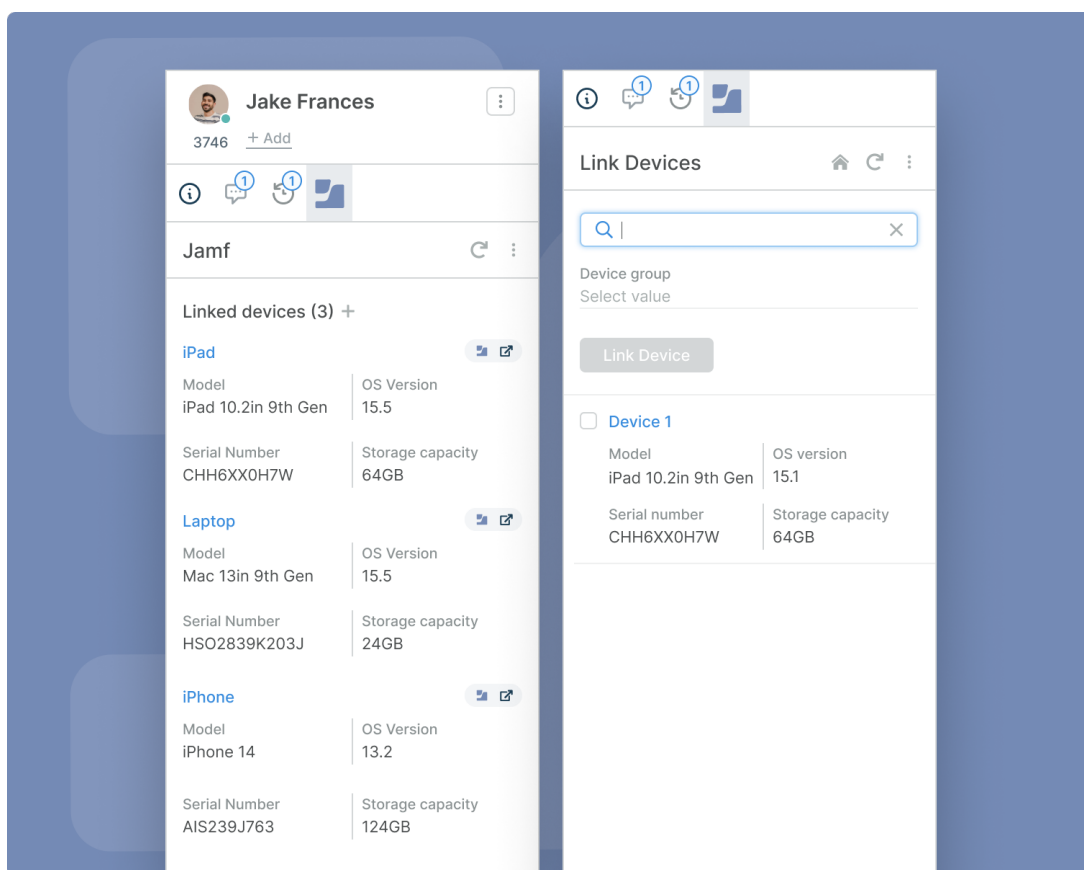 Jake Frances
3746 + Add
1 1
Jamf
Linked devices (3) +
iPad
Model OS Version
iPad 10.2in 9th Gen 15.5
Serial Number Storage capacity
CHH6XX0H7W 64GB
Laptop
Model OS Version
Mac 13in 9th Gen 15.5
Serial Number Storage capacity
HSO2839K203J 24GB
iPhone
Model OS Version
iPhone 14 13.2
Serial Number Storage capacity
AIS239J763 124GB
1 1
Link Devices
Device group
Select value
Link Device
Device 1
Model OS version
iPad 10.2in 9th Gen 15.1
Serial number Storage capacity
CHH6XX0H7W 64GB